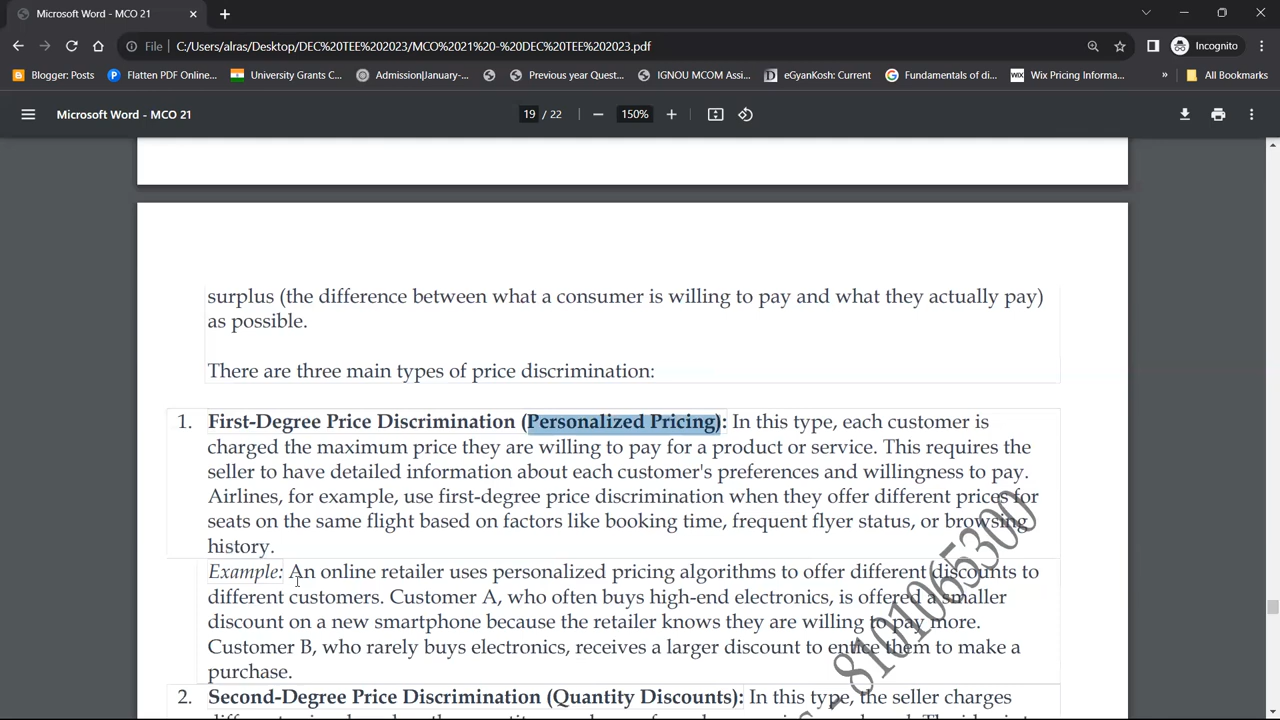 Microsoft Word - MCO 21
File C:/Users/alras/Desktop/DEC%20TEE%202023/MCO%2021%20-%20DEC%20TEE%202023.pdf Incognito
Blogger: Posts Flatten PDF Online... University Grants C... Admission|January-... Previous year Quest... IGNOU MCOM Assi... eGyanKosh: Current Fundamentals of di... Wix Pricing Informa... » All Bookmarks
Microsoft Word - MCO 21 19 / 22 150%
surplus (the difference between what a consumer is willing to pay and what they actually pay)
as possible.
There are three main types of price discrimination:
1. First-Degree Price Discrimination (Personalized Pricing): In this type, each customer is
charged the maximum price they are willing to pay for a product or service. This requires the
seller to have detailed information about each customer's preferences and willingness to pay.
Airlines, for example, use first-degree price discrimination when they offer different prices for
seats on the same flight based on factors like booking time, frequent flyer status, or browsing
history.
Example: An online retailer uses personalized pricing algorithms to offer different discounts to
different customers. Customer A, who often buys high-end electronics, is offered a smaller
discount on a new smartphone because the retailer knows they are willing to pay more.
Customer B, who rarely buys electronics, receives a larger discount to entice them to make a
purchase.
2. Second-Degree Price Discrimination (Quantity Discounts): In this type, the seller charges
- 8101065300